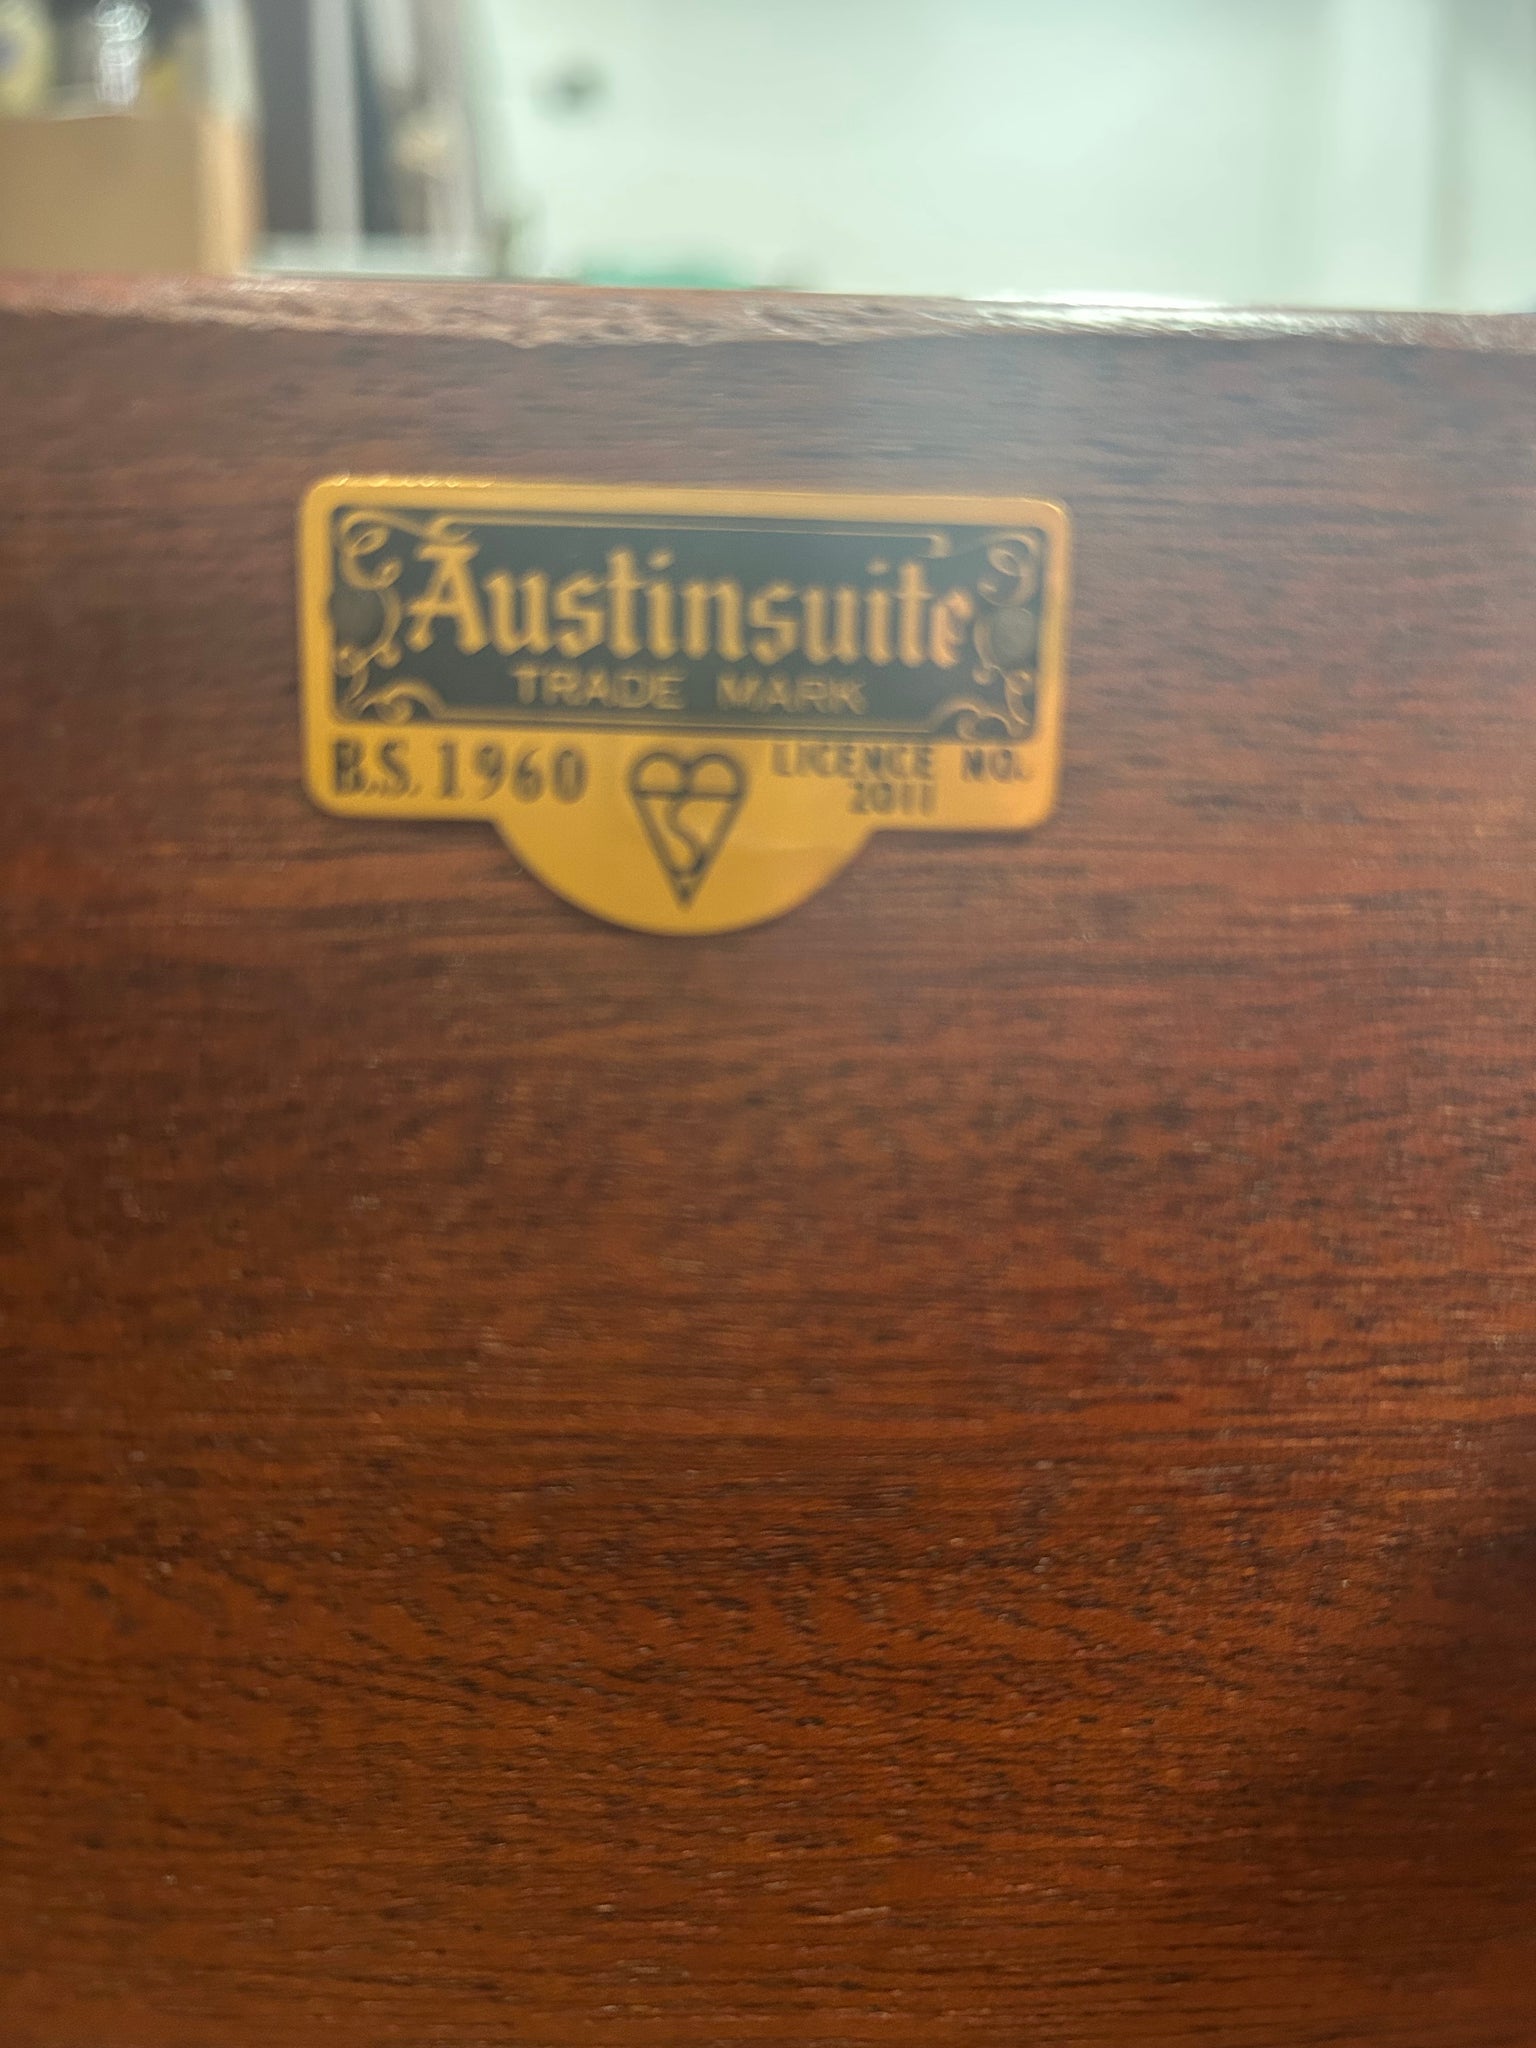 Austinsuite
TRADE MARK
B.S. 1960
LICENCE NO.
2011